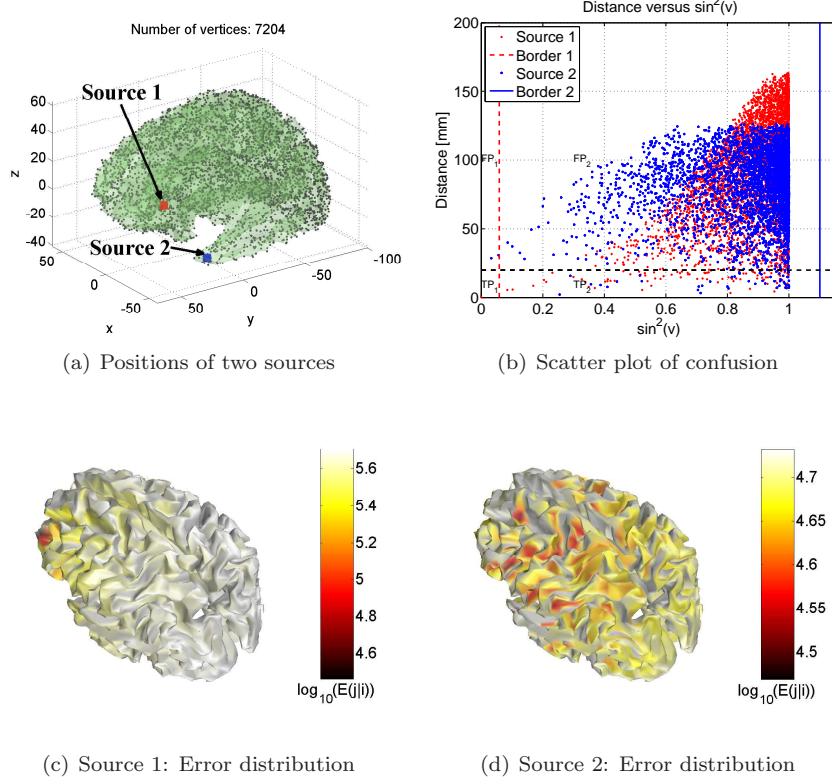 Number of vertices: 7204
Source 1
Source 2
60
40
20
0
-20
-40
z
50
0
-50
x
50
0
-50
-100
y
Distance versus sin²(v)
Source 1
Border 1
Source 2
Border 2
200
150
100
50
0
Distance [mm]
FP₁
FP₂
TP₁
TP₂
0 0.2 0.4 0.6 0.8 1
sin²(v)
(a) Positions of two sources
(b) Scatter plot of confusion
5.6
5.4
5.2
5
4.8
4.6
log₁₀(E(j|i))
4.7
4.65
4.6
4.55
4.5
log₁₀(E(j|i))
(c) Source 1: Error distribution
(d) Source 2: Error distribution